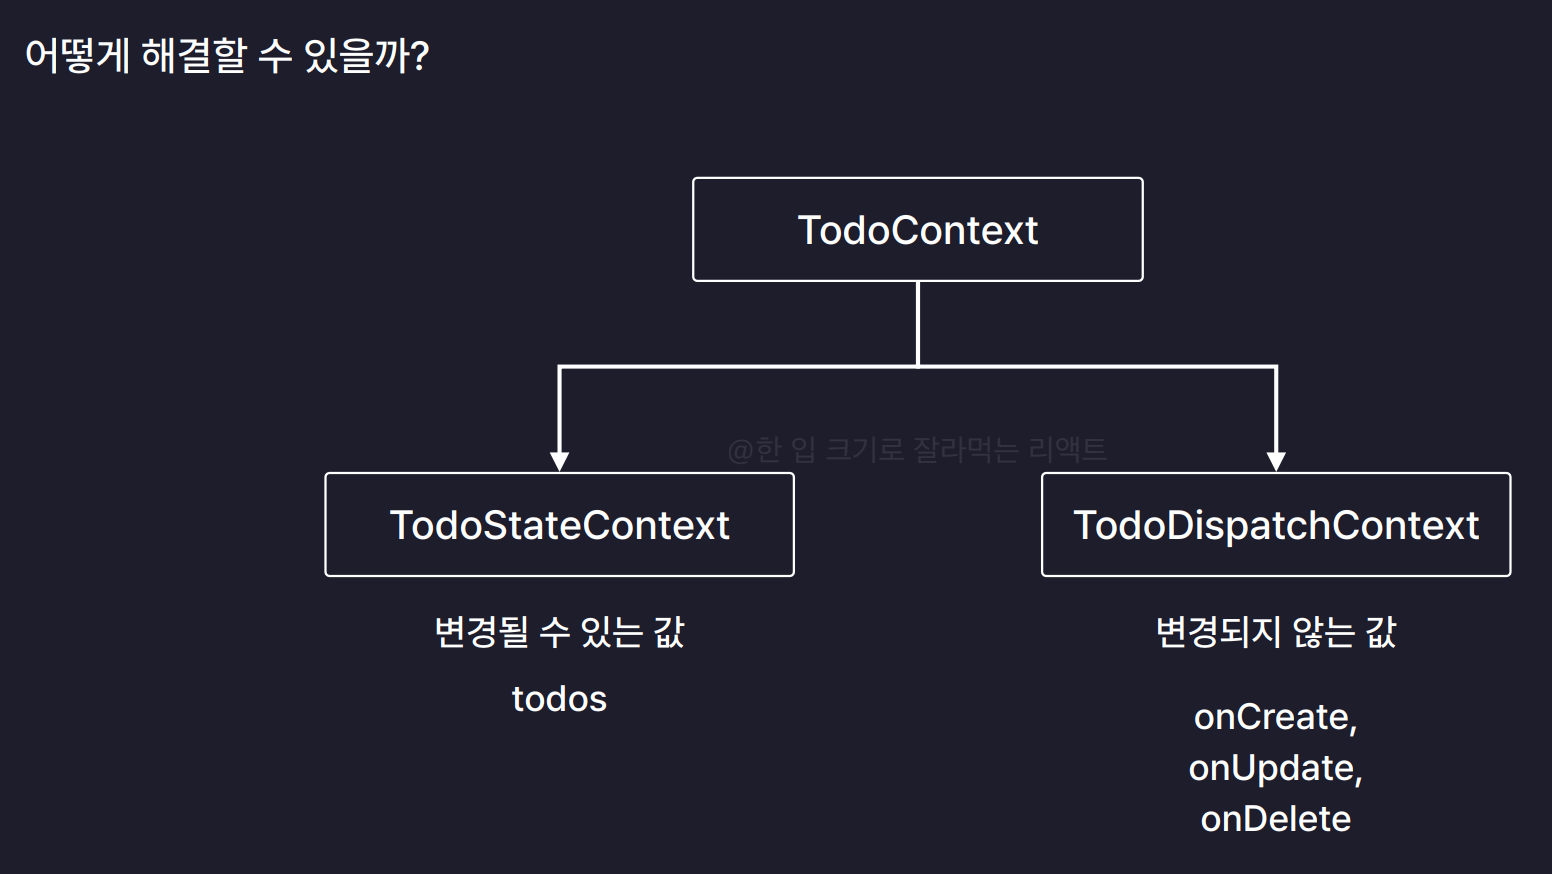 어떻게 해결할 수 있을까?
TodoContext
@한 입 크기로 잘라먹는 리액트
TodoStateContext
TodoDispatchContext
변경될 수 있는 값
변경되지 않는 값
todos
onCreate,
onUpdate,
onDelete